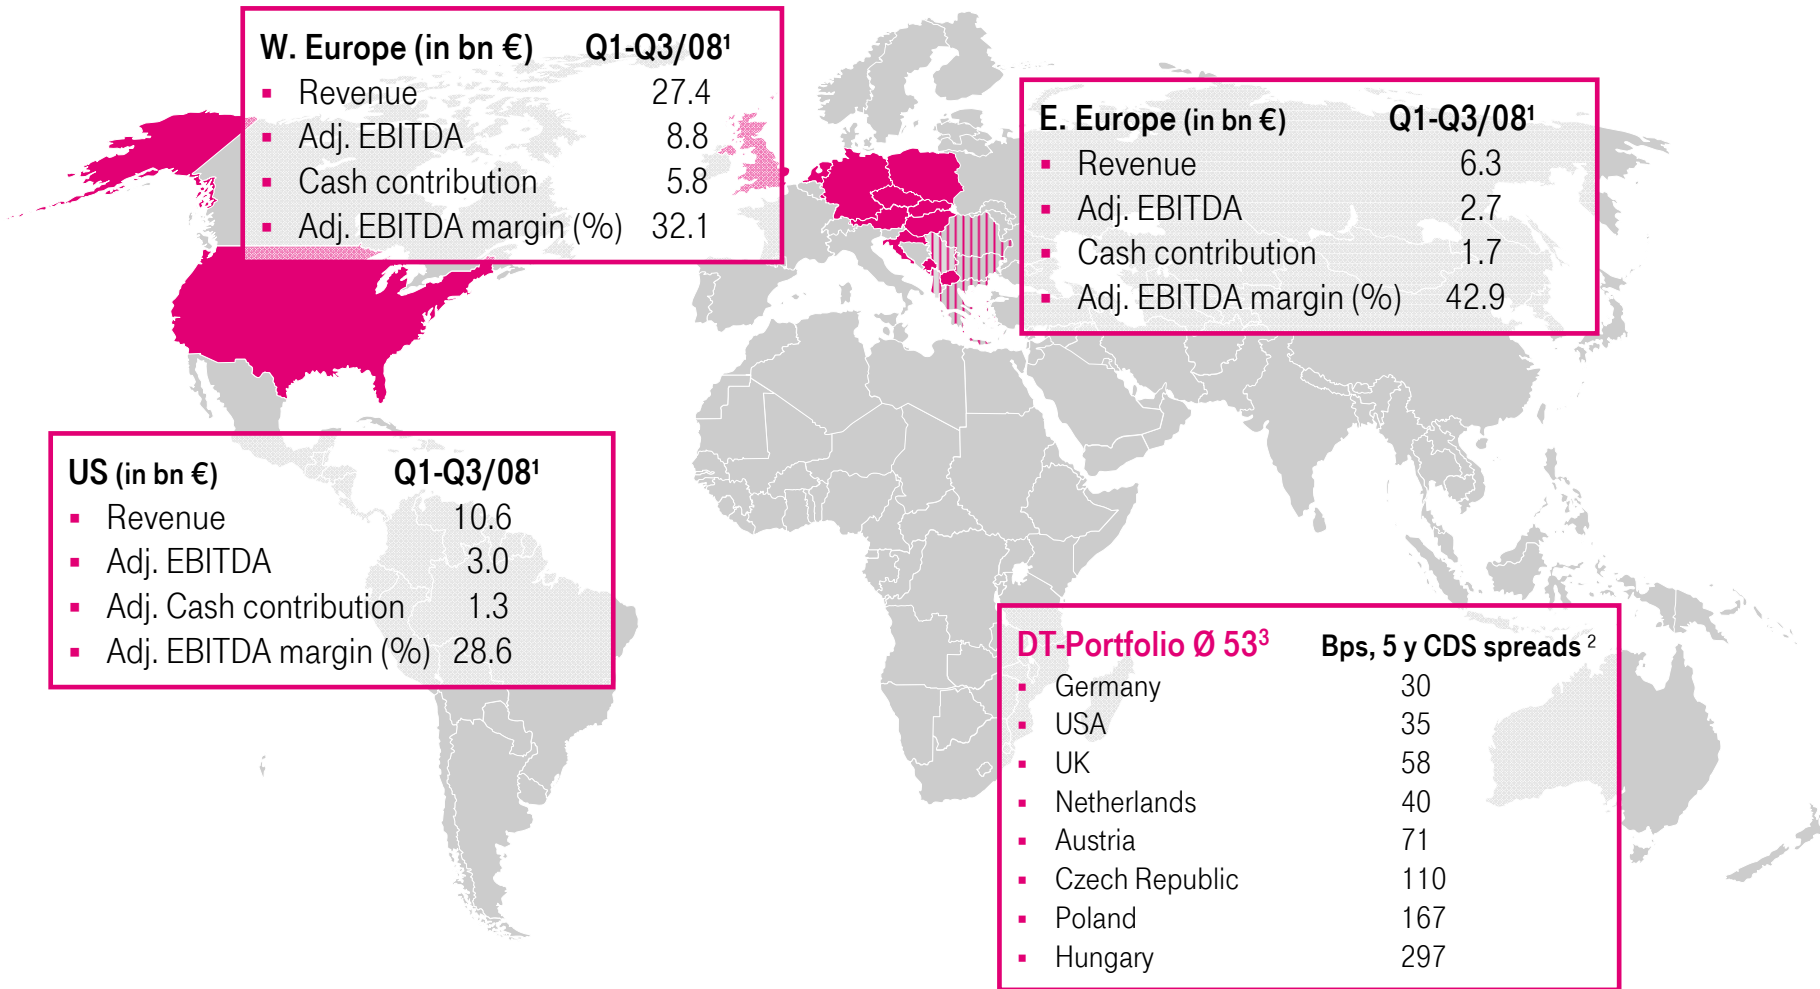 W. Europe (in bn €) Q1-Q3/08¹
▪ Revenue 27.4
▪ Adj. EBITDA 8.8
▪ Cash contribution 5.8
▪ Adj. EBITDA margin (%) 32.1
E. Europe (in bn €) Q1-Q3/08¹
▪ Revenue 6.3
▪ Adj. EBITDA 2.7
▪ Cash contribution 1.7
▪ Adj. EBITDA margin (%) 42.9
US (in bn €) Q1-Q3/08¹
▪ Revenue 10.6
▪ Adj. EBITDA 3.0
▪ Adj. Cash contribution 1.3
▪ Adj. EBITDA margin (%) 28.6
DT-Portfolio Ø 53³ Bps, 5 y CDS spreads ²
▪ Germany 30
▪ USA 35
▪ UK 58
▪ Netherlands 40
▪ Austria 71
▪ Czech Republic 110
▪ Poland 167
▪ Hungary 297